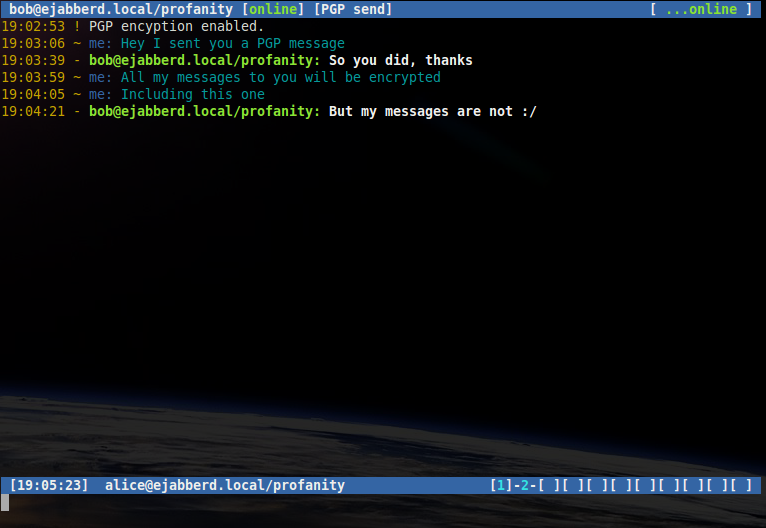 bob@ejabberd.local/profanity [online] [PGP send] [ ...online ]
19:02:53 ! PGP encyption enabled.
19:03:06 ~ me: Hey I sent you a PGP message
19:03:39 - bob@ejabberd.local/profanity: So you did, thanks
19:03:59 ~ me: All my messages to you will be encrypted
19:04:05 ~ me: Including this one
19:04:21 - bob@ejabberd.local/profanity: But my messages are not :/
[19:05:23] alice@ejabberd.local/profanity [1]-2-[ ][ ][ ][ ][ ][ ][ ][ ][ ]